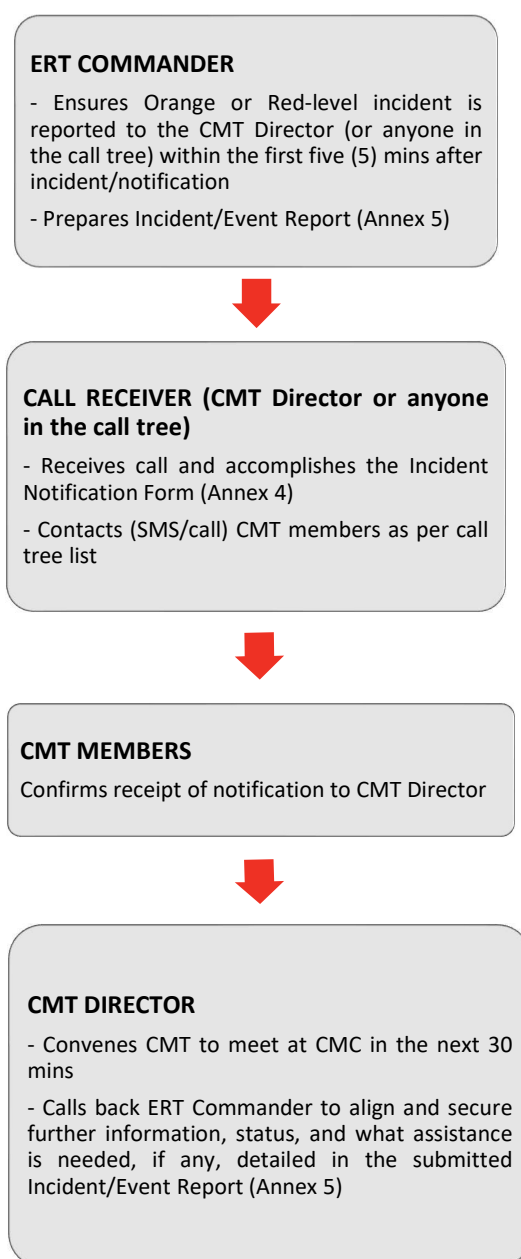 ERT COMMANDER
- Ensures Orange or Red-level incident is
reported to the CMT Director (or anyone in
the call tree) within the first five (5) mins after
incident/notification
- Prepares Incident/Event Report (Annex 5)
CALL RECEIVER (CMT Director or anyone
in the call tree)
- Receives call and accomplishes the Incident
Notification Form (Annex 4)
- Contacts (SMS/call) CMT members as per call
tree list
CMT MEMBERS
Confirms receipt of notification to CMT Director
CMT DIRECTOR
- Convenes CMT to meet at CMC in the next 30
mins
- Calls back ERT Commander to align and secure
further information, status, and what assistance
is needed, if any, detailed in the submitted
Incident/Event Report (Annex 5)